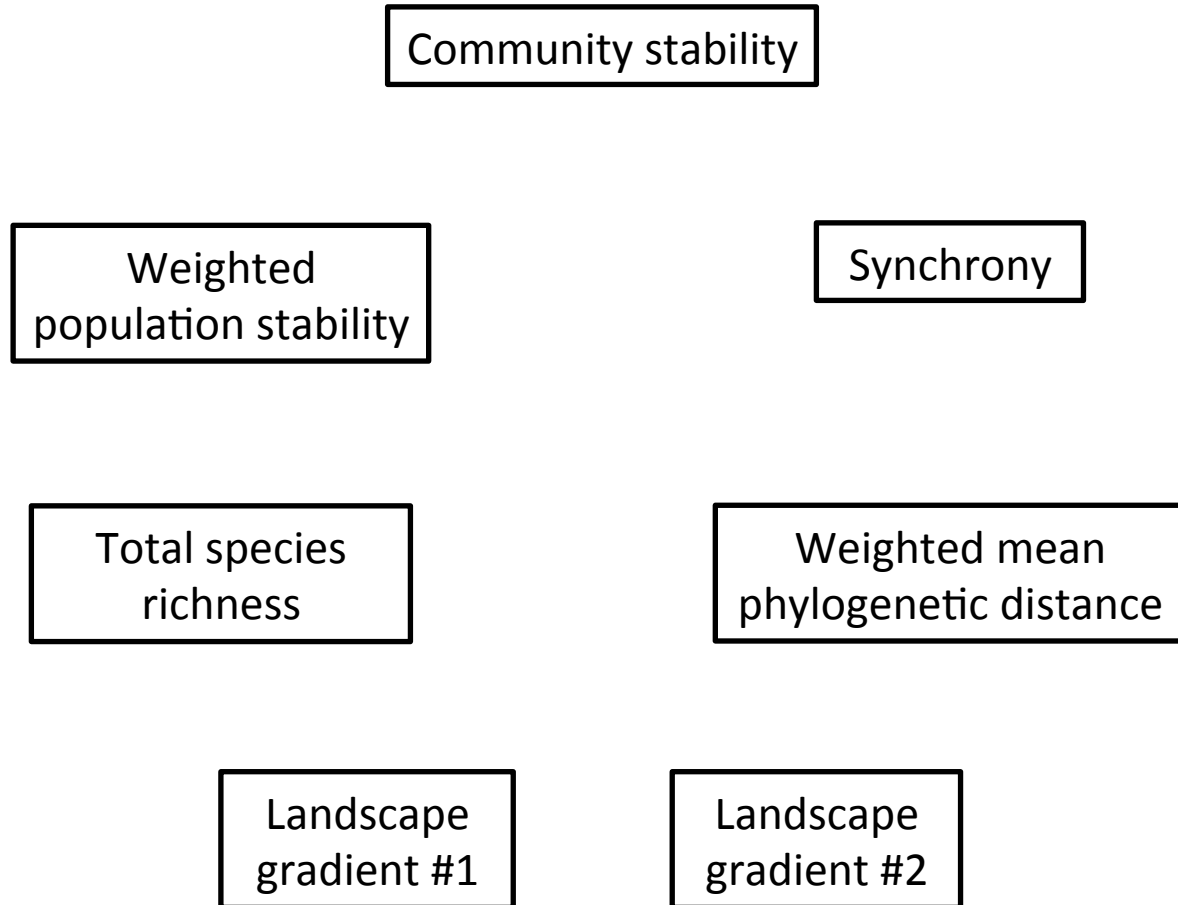 Community stability
Weighted
population stability
Synchrony
Total species
richness
Weighted mean
phylogenetic distance
Landscape
gradient #1
Landscape
gradient #2